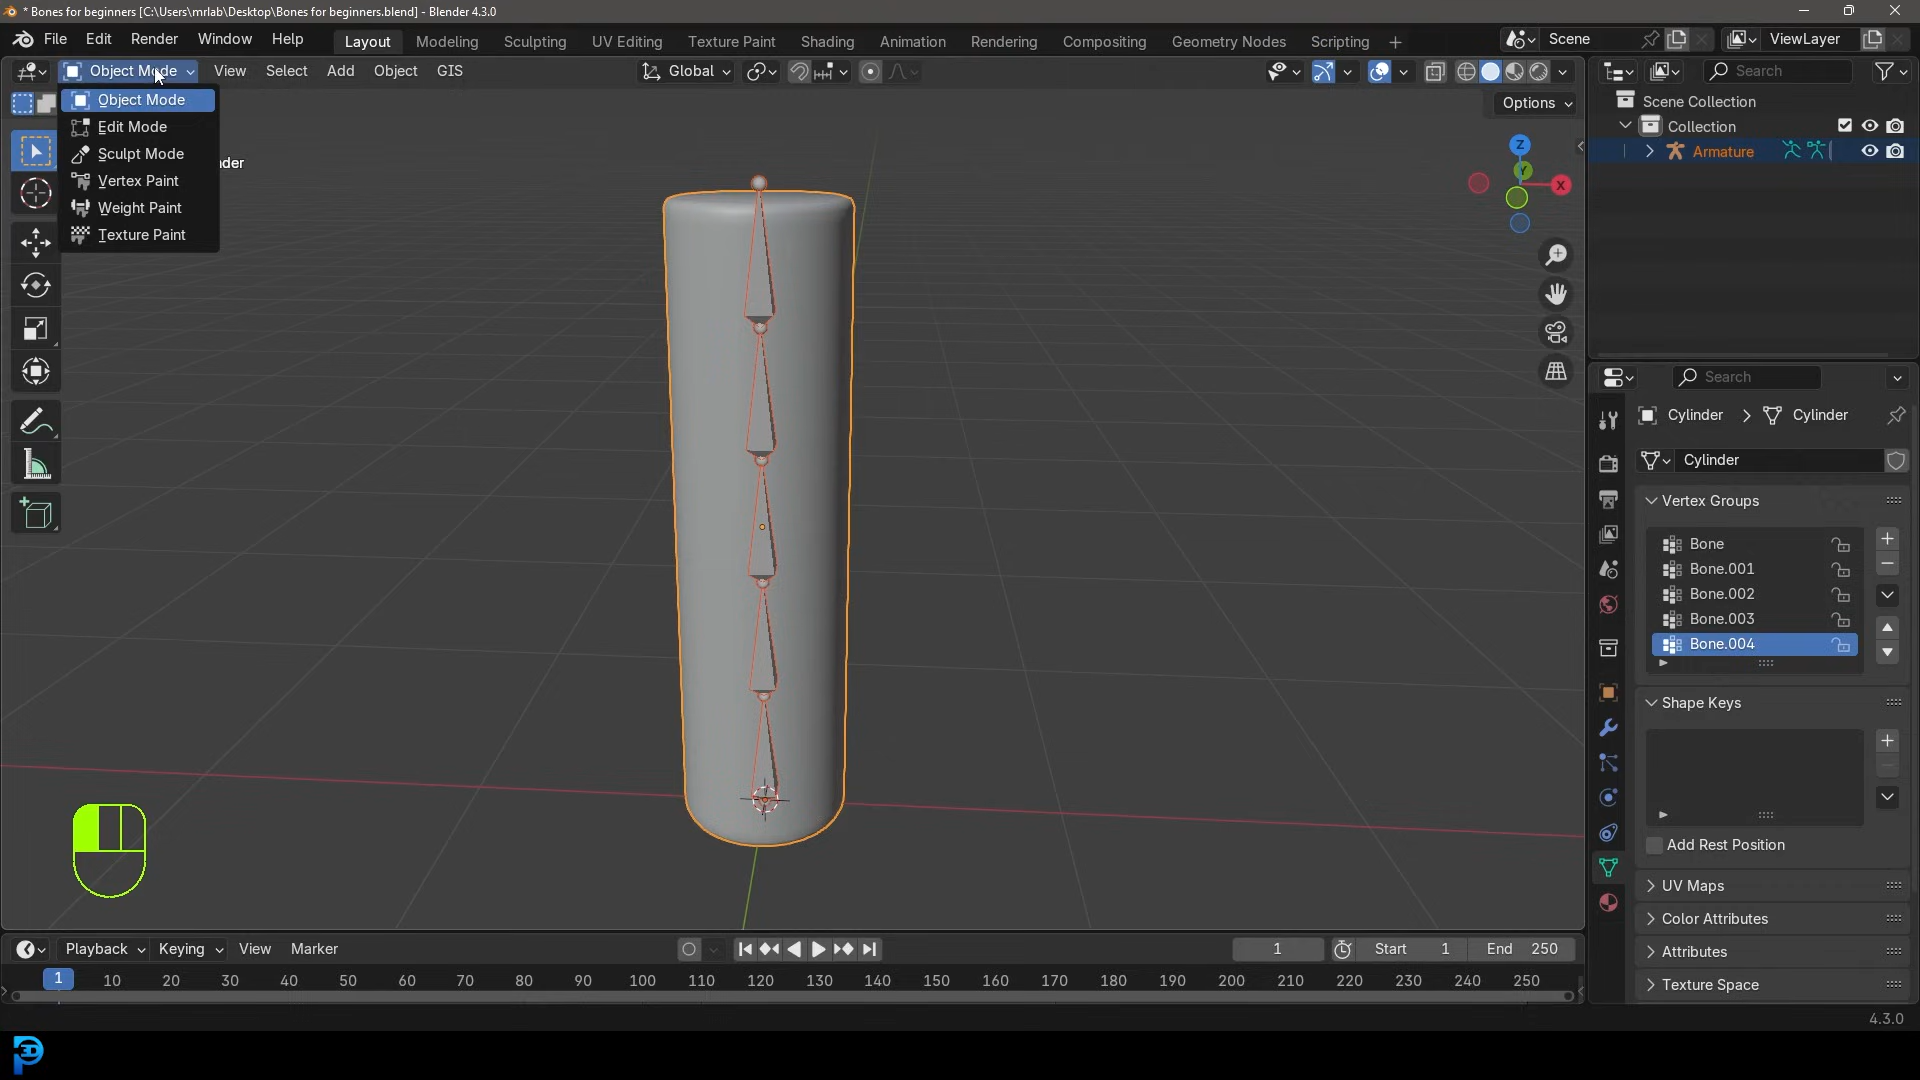 * Bones for beginners [C:\Users\mrlab\Desktop\Bones for beginners.blend] - Blender 4.3.0
File Edit Render Window Help Layout Modeling Sculpting UV Editing Texture Paint Shading Animation Rendering Compositing Geometry Nodes Scripting + Scene ViewLayer
Object Mode View Select Add Object GIS Global Search
Options
Object Mode
Edit Mode
Sculpt Mode
Vertex Paint
Weight Paint
Texture Paint
nder
Z
Y
X
Scene Collection
Collection
Armature
Search
Cylinder > Cylinder
Cylinder
Vertex Groups
Bone
Bone.001
Bone.002
Bone.003
Bone.004
Shape Keys
Add Rest Position
UV Maps
Color Attributes
Attributes
Texture Space
Playback Keying View Marker 1 Start 1 End 250
1 10 20 30 40 50 60 70 80 90 100 110 120 130 140 150 160 170 180 190 200 210 220 230 240 250
4.3.0
P3D